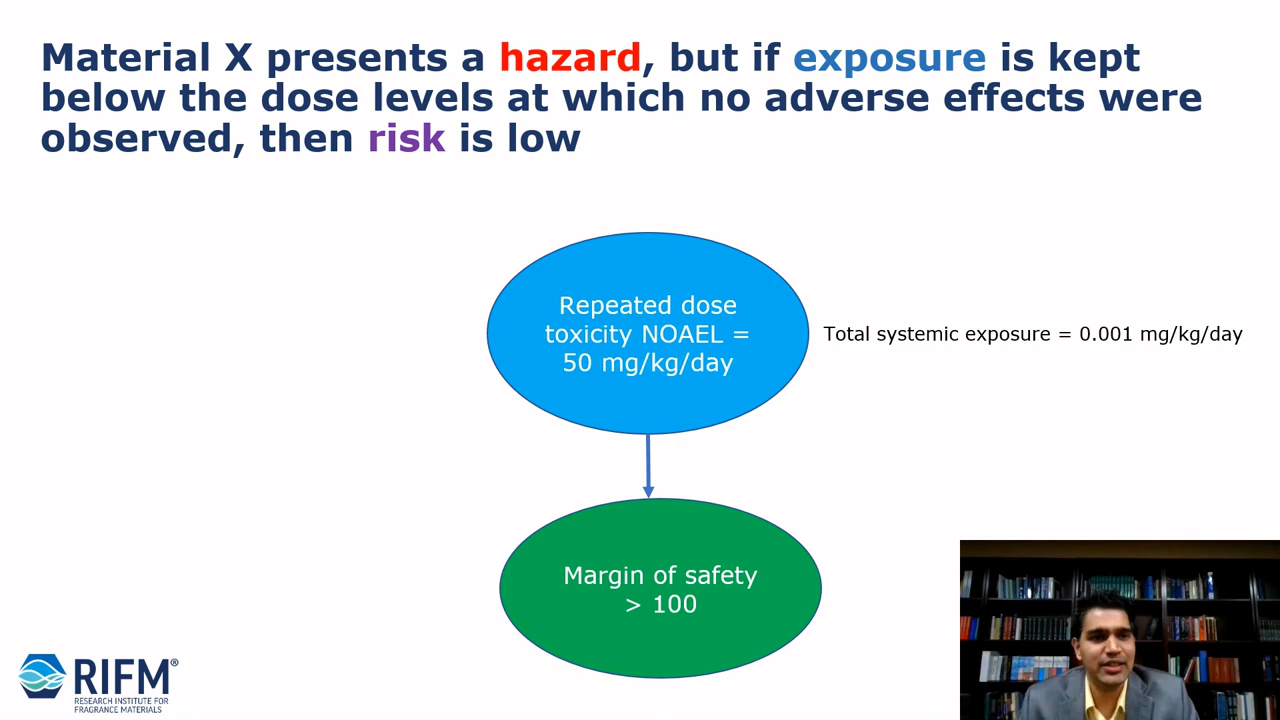 Material X presents a hazard, but if exposure is kept
below the dose levels at which no adverse effects were
observed, then risk is low
Repeated dose
toxicity NOAEL =
50 mg/kg/day
Total systemic exposure = 0.001 mg/kg/day
Margin of safety
> 100
RIFM®
RESEARCH INSTITUTE FOR
FRAGRANCE MATERIALS